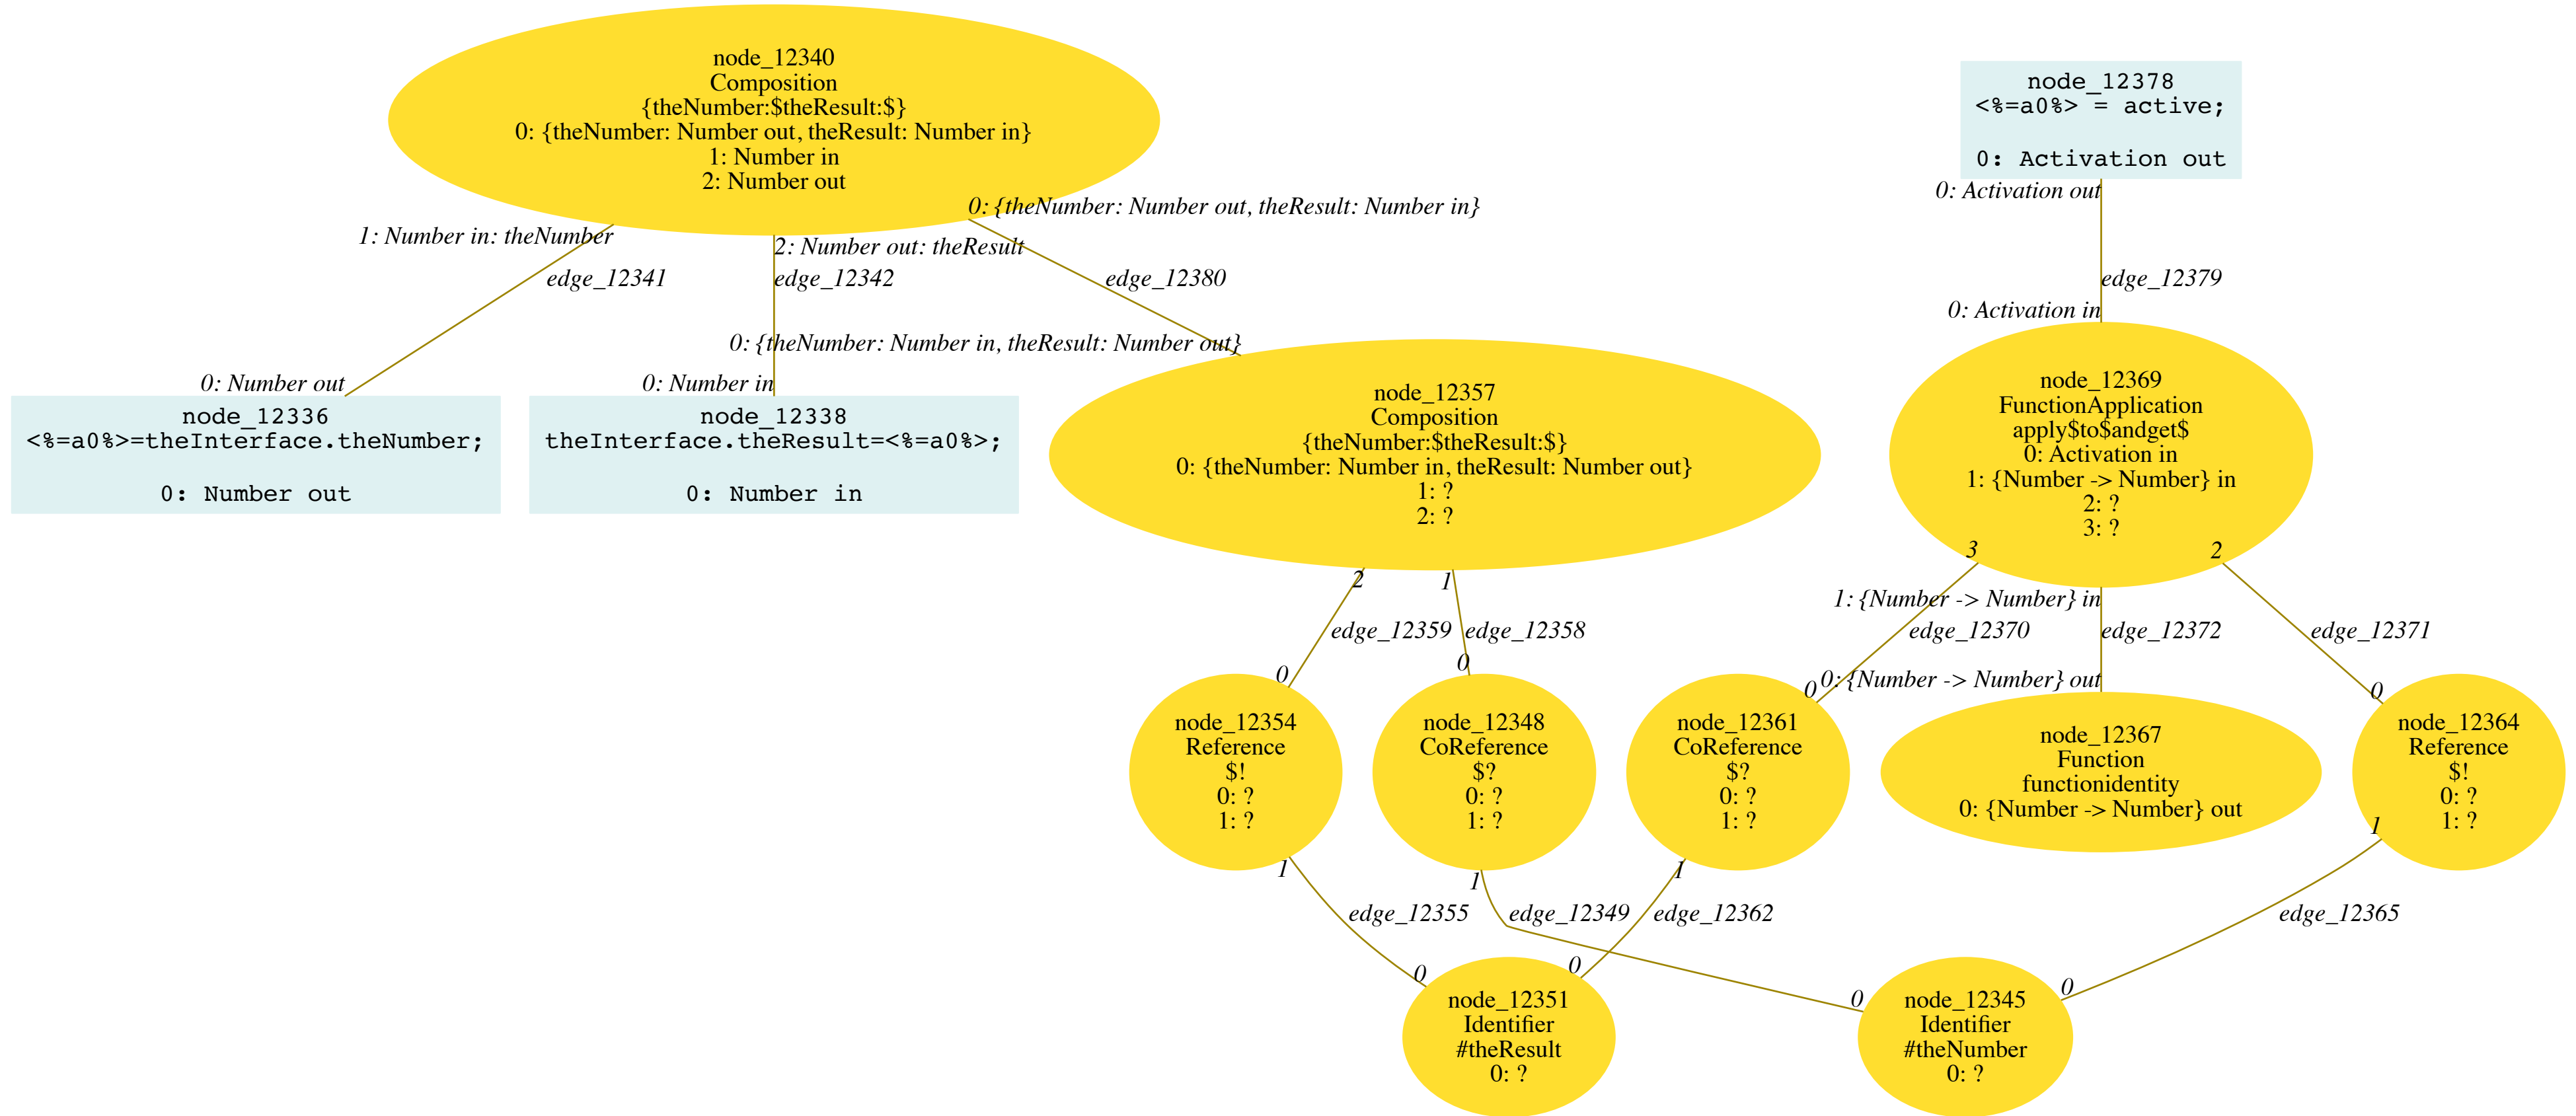 node_12340
Composition
{theNumber:$theResult:$}
0: {theNumber: Number out, theResult: Number in}
1: Number in
2: Number out
node_12378
<%=a0%> = active;
0: Activation out
0: Activation out
0: {theNumber: Number out, theResult: Number in}
1: Number in: theNumber
2: Number out: theResult
edge_12341
edge_12342
edge_12380
edge_12379
0: Activation in
0: {theNumber: Number in, theResult: Number out}
0: Number out
0: Number in
node_12336
<%=a0%>=theInterface.theNumber;
0: Number out
node_12338
theInterface.theResult=<%=a0%>;
0: Number in
node_12357
Composition
{theNumber:$theResult:$}
0: {theNumber: Number in, theResult: Number out}
1: ?
2: ?
node_12369
FunctionApplication
apply$to$andget$
0: Activation in
1: {Number -> Number} in
2: ?
3: ?
2
1
3
2
1: {Number -> Number} in
edge_12359
edge_12358
edge_12370
edge_12372
edge_12371
0
0
0
0: {Number -> Number} out
0
node_12354
Reference
$!
0: ?
1: ?
node_12348
CoReference
$?
0: ?
1: ?
node_12361
CoReference
$?
0: ?
1: ?
node_12367
Function
functionidentity
0: {Number -> Number} out
node_12364
Reference
$!
0: ?
1: ?
1
1
1
1
edge_12355
edge_12349
edge_12362
edge_12365
0
0
0
0
node_12351
Identifier
#theResult
0: ?
node_12345
Identifier
#theNumber
0: ?